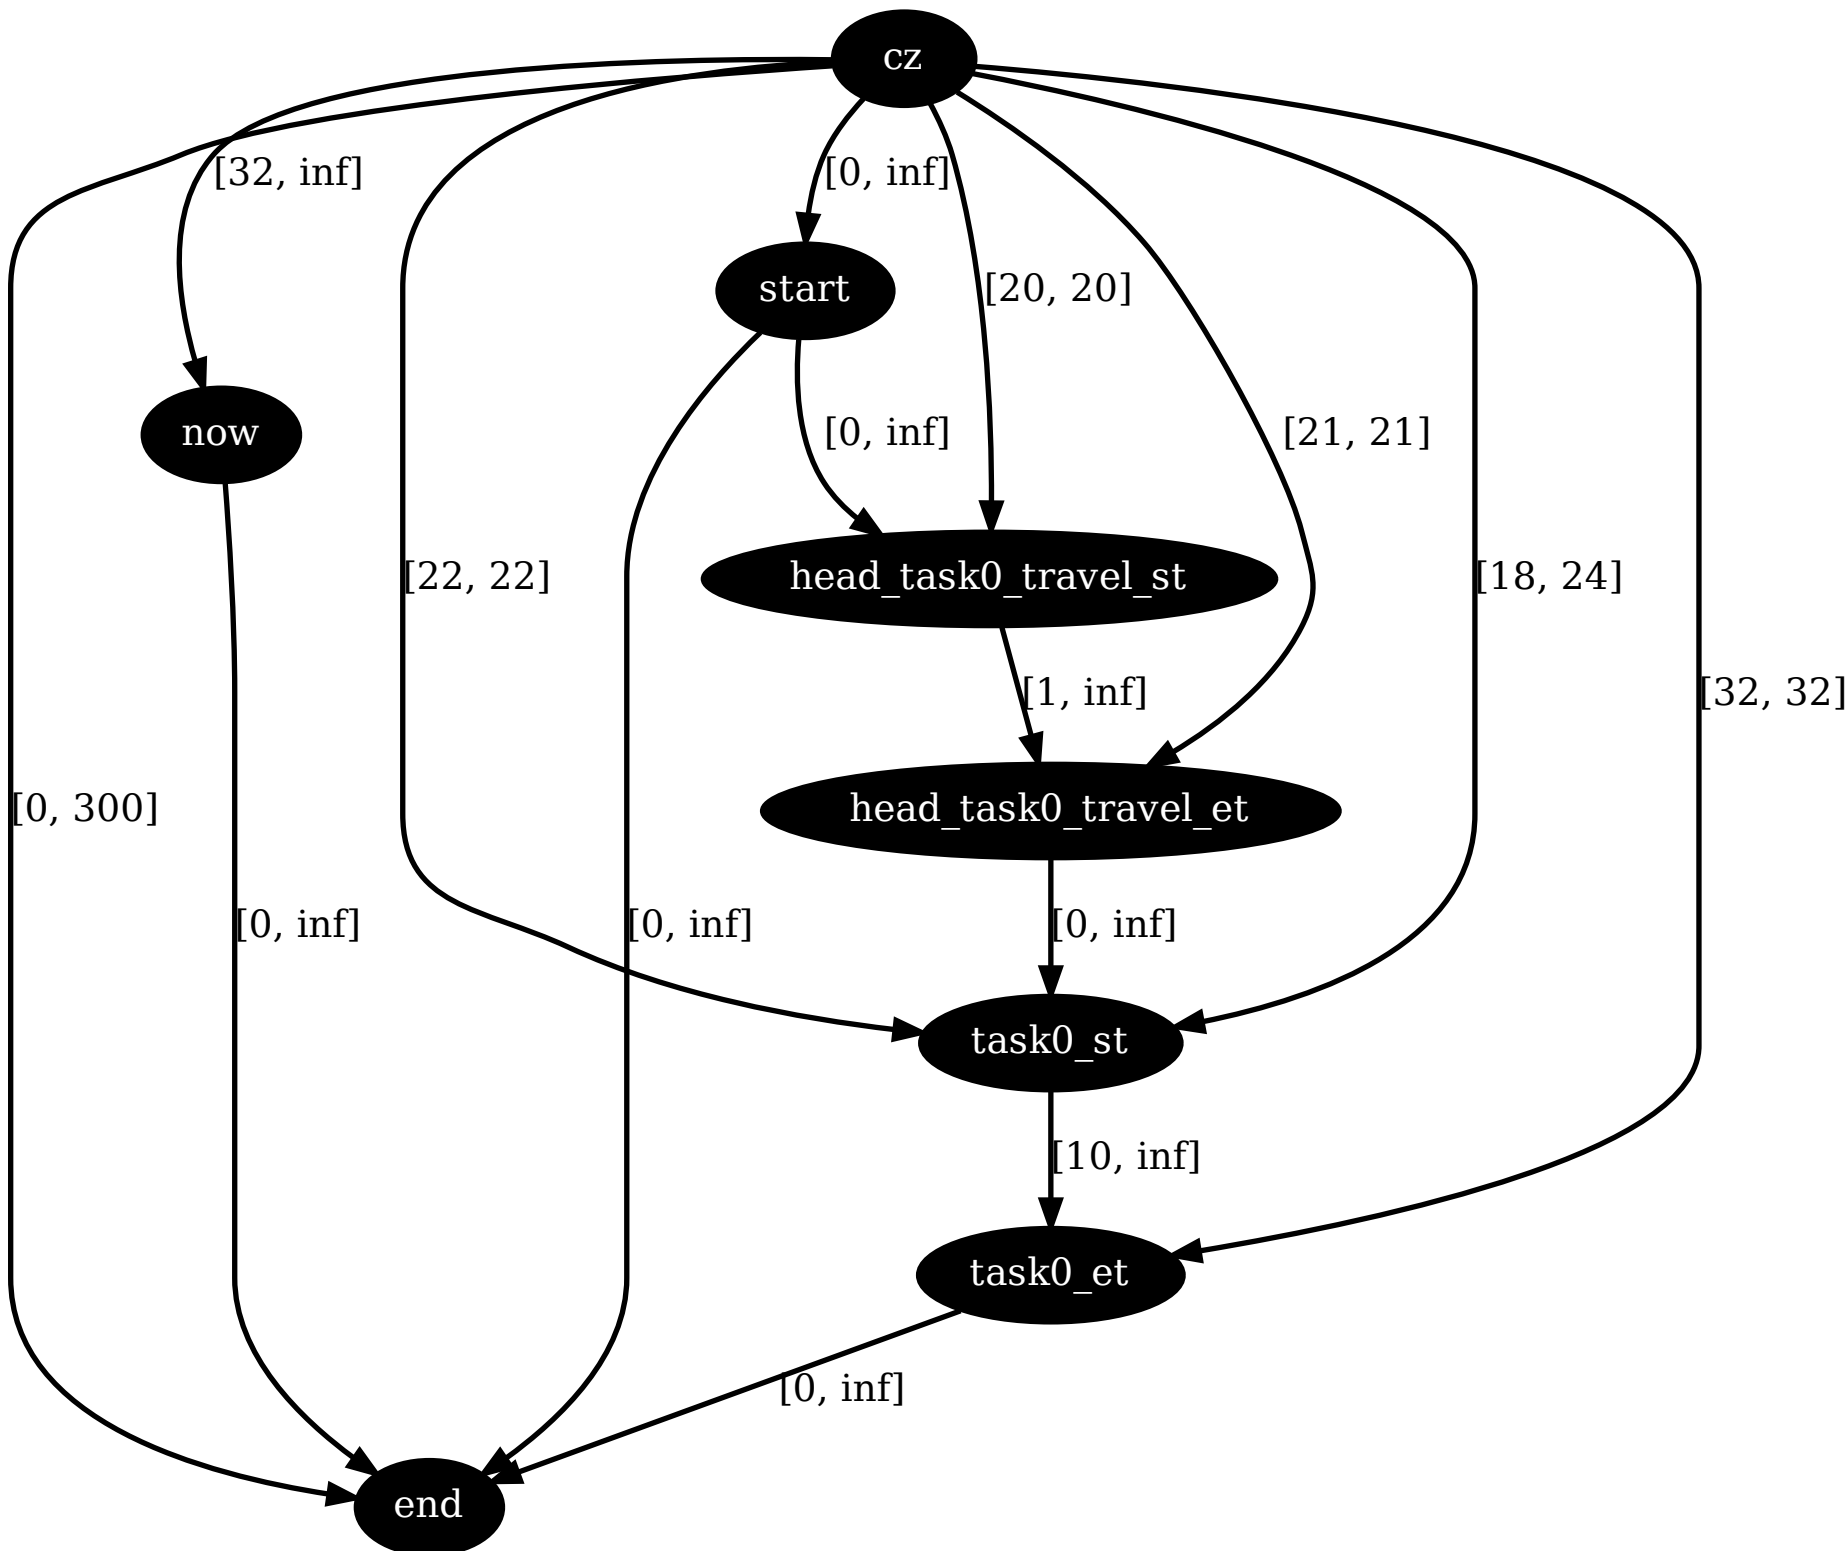 cz
[32, inf]
[0, inf]
start
[20, 20]
now
[0, inf]
[21, 21]
[22, 22]
head_task0_travel_st
[18, 24]
[1, inf]
[32, 32]
[0, 300]
head_task0_travel_et
[0, inf]
[0, inf]
[0, inf]
task0_st
[10, inf]
task0_et
[0, inf]
end